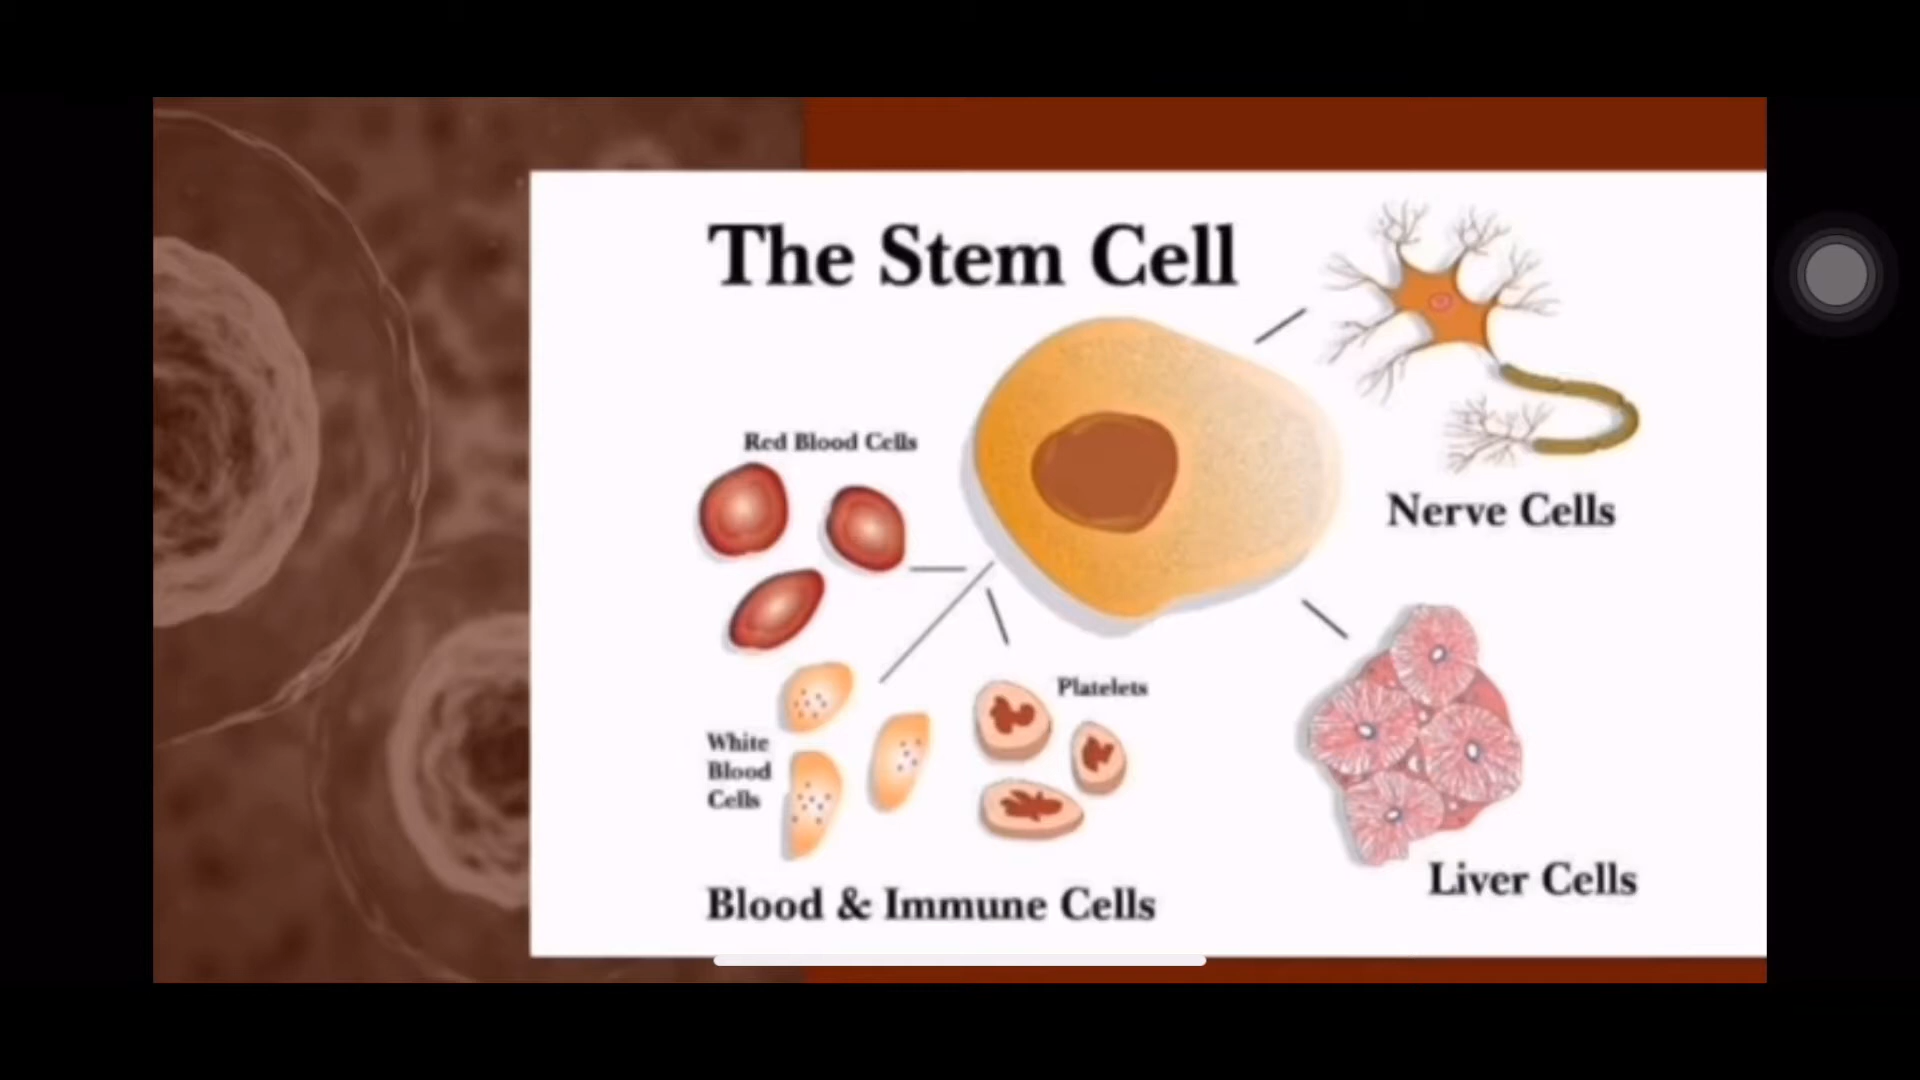 The Stem Cell
Red Blood Cells
Nerve Cells
Platelets
White
Blood
Cells
Liver Cells
Blood & Immune Cells